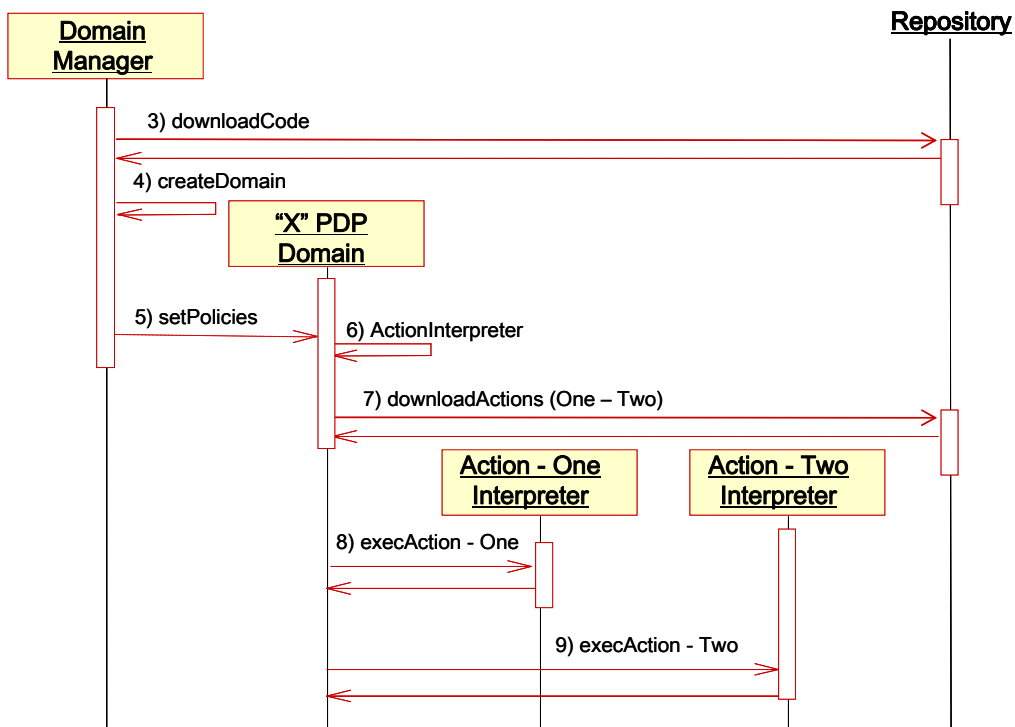 Domain
Manager
Repository
3) downloadCode
4) createDomain
“X” PDP
Domain
5) setPolicies
6) ActionInterpreter
7) downloadActions (One – Two)
Action - One
Interpreter
Action - Two
Interpreter
8) execAction - One
9) execAction - Two